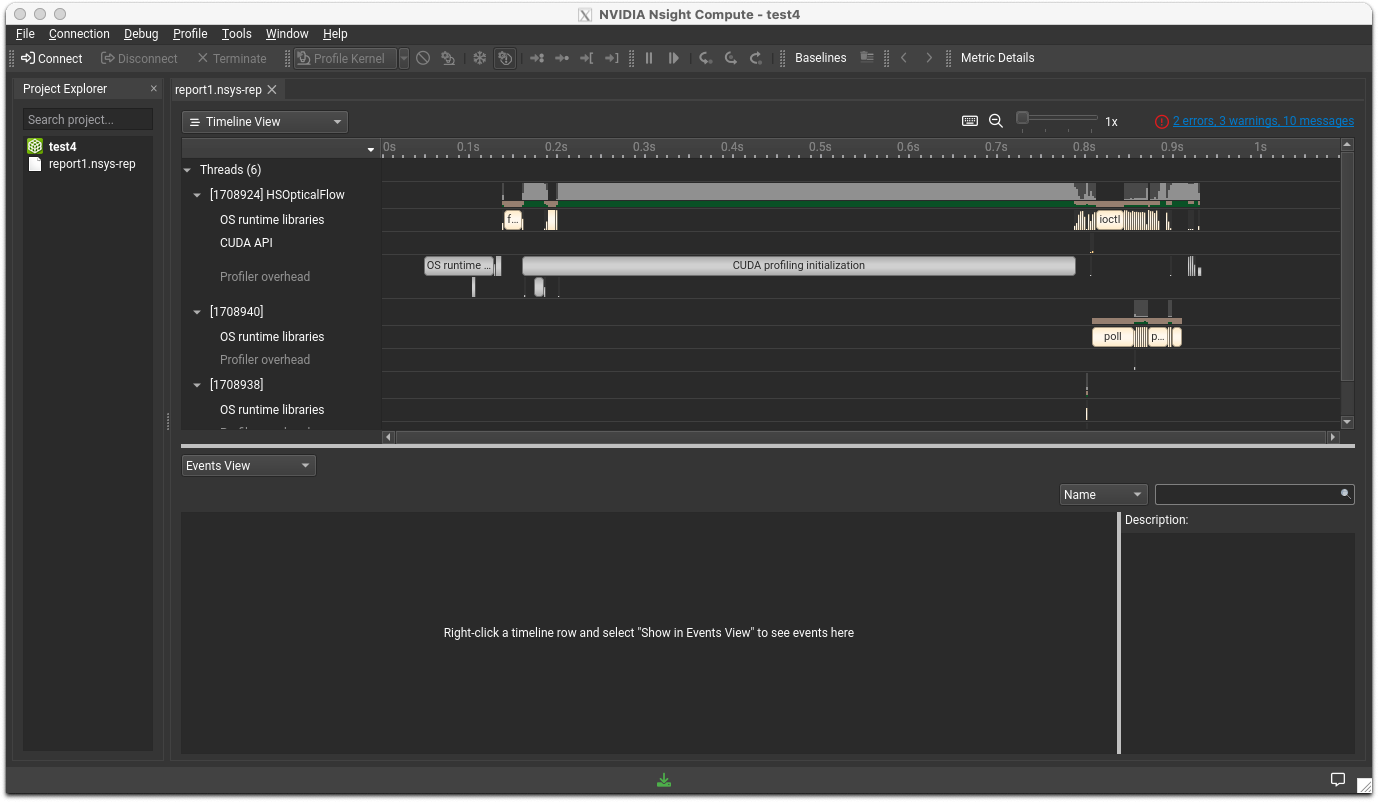 NVIDIA Nsight Compute - test4
File Connection Debug Profile Tools Window Help
Connect Disconnect Terminate Profile Kernel Baselines Metric Details
Project Explorer
report1.nsys-rep
Search project...
test4
report1.nsys-rep
Timeline View
1x
2 errors, 3 warnings, 10 messages
0s 0.1s 0.2s 0.3s 0.4s 0.5s 0.6s 0.7s 0.8s 0.9s 1s
Threads (6)
[1708924] HSOpticalFlow
OS runtime libraries
f...
ioctl
CUDA API
Profiler overhead
OS runtime ...
CUDA profiling initialization
[1708940]
OS runtime libraries
poll
p...
Profiler overhead
[1708938]
OS runtime libraries
Events View
Name
Description:
Right-click a timeline row and select "Show in Events View" to see events here